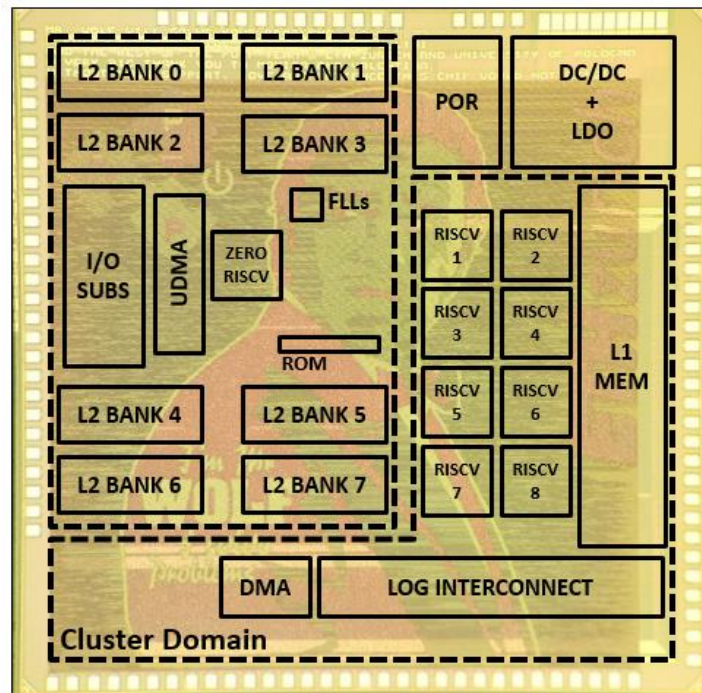 L2 BANK 0
L2 BANK 1
L2 BANK 2
L2 BANK 3
POR
DC/DC
+
LDO
I/O
SUBS
UDMA
ZERO
RISCV
FLLs
ROM
RISCV
1
RISCV
2
RISCV
3
RISCV
4
RISCV
5
RISCV
6
RISCV
7
RISCV
8
L1
MEM
L2 BANK 4
L2 BANK 5
L2 BANK 6
L2 BANK 7
I'm the
WOLF
problems
DMA
LOG INTERCONNECT
Cluster Domain